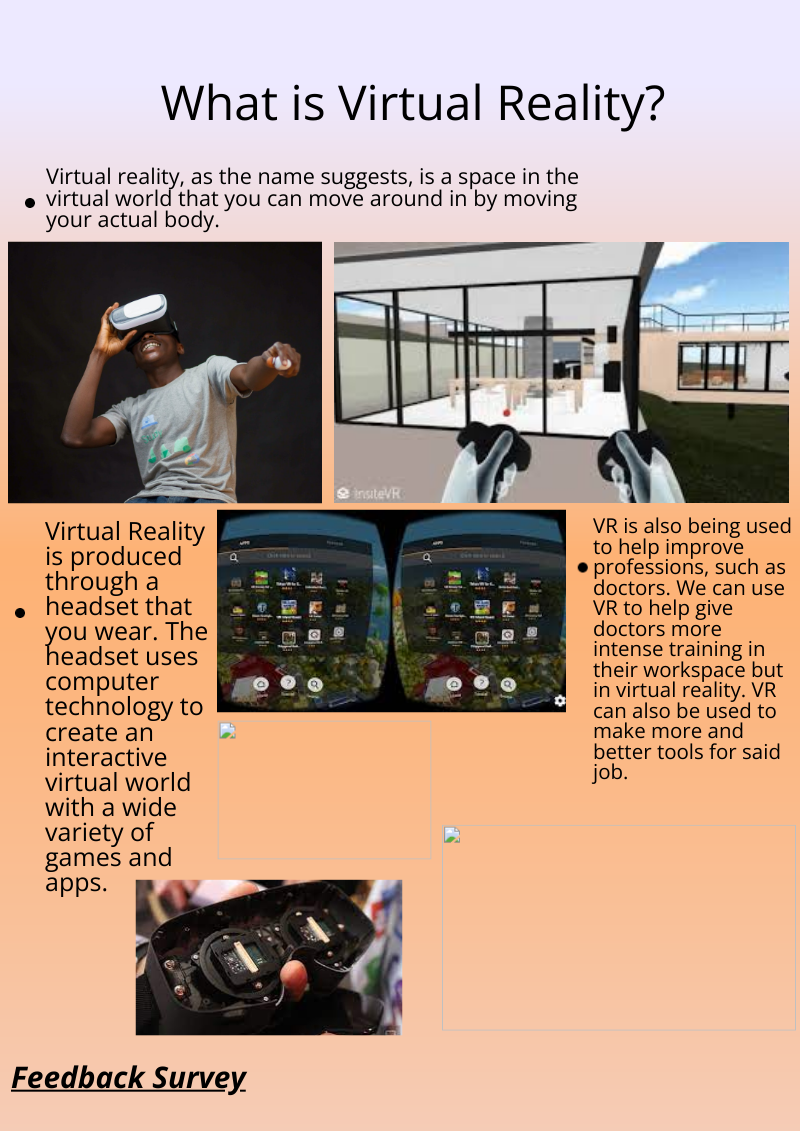 What is Virtual Reality?
Virtual reality, as the name suggests, is a space in the
virtual world that you can move around in by moving
your actual body.
insiteVR
Virtual Reality
is produced
through a
headset that
you wear. The
headset uses
computer
technology to
create an
interactive
virtual world
with a wide
variety of
games and
apps.
VR is also being used
to help improve
professions, such as
doctors. We can use
VR to help give
doctors more
intense training in
their workspace but
in virtual reality. VR
can also be used to
make more and
better tools for said
job.
Feedback Survey